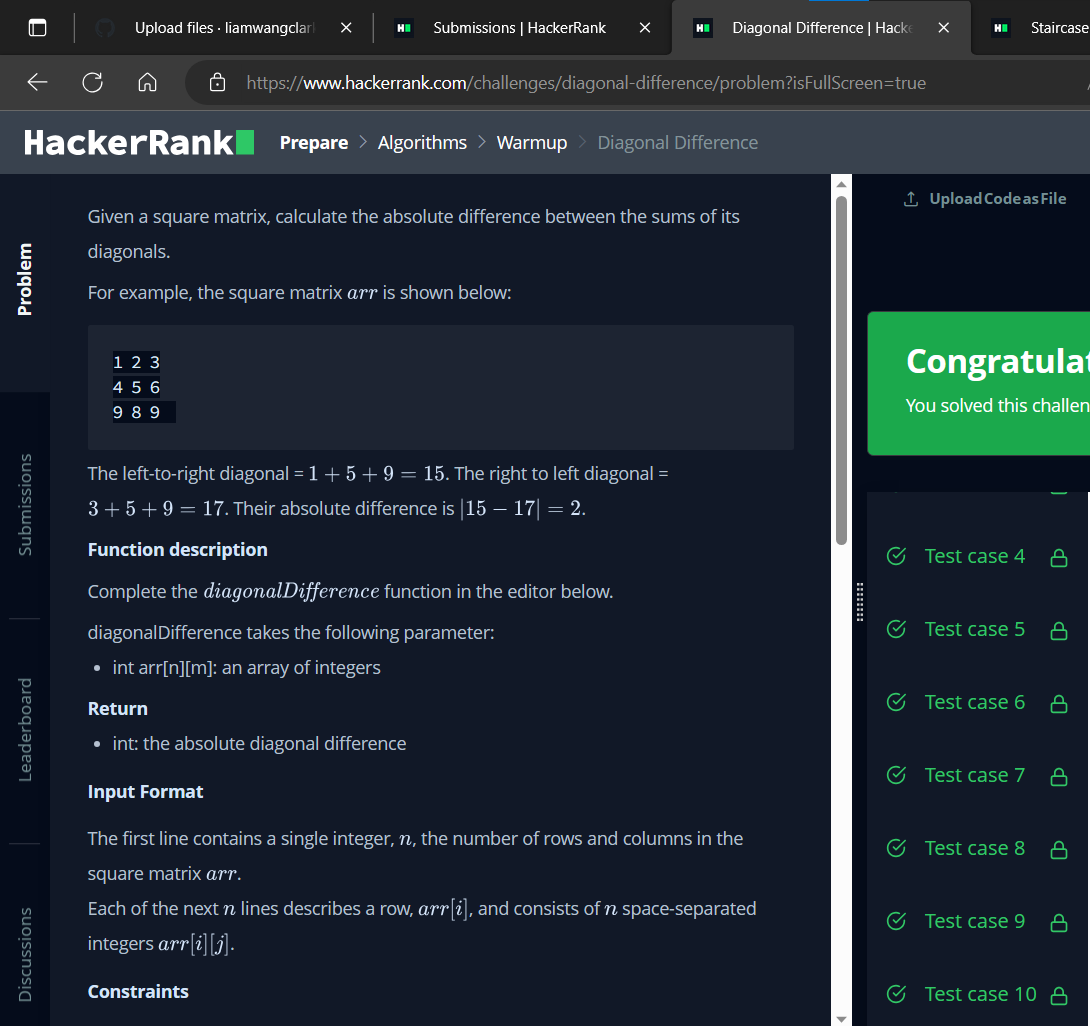 Upload files · liamwangclar
Submissions | HackerRank
Diagonal Difference | Hacke
Staircase
https://www.hackerrank.com/challenges/diagonal-difference/problem?isFullScreen=true
HackerRank
Prepare > Algorithms > Warmup > Diagonal Difference
Problem
Submissions
Leaderboard
Discussions
Given a square matrix, calculate the absolute difference between the sums of its
diagonals.
For example, the square matrix arr is shown below:
1 2 3
4 5 6
9 8 9
The left-to-right diagonal = 1 + 5 + 9 = 15. The right to left diagonal =
3 + 5 + 9 = 17. Their absolute difference is |15 − 17| = 2.
Function description
Complete the diagonalDifference function in the editor below.
diagonalDifference takes the following parameter:
• int arr[n][m]: an array of integers
Return
• int: the absolute diagonal difference
Input Format
The first line contains a single integer, n, the number of rows and columns in the
square matrix arr.
Each of the next n lines describes a row, arr[i], and consists of n space-separated
integers arr[i][j].
Constraints
Upload Code as File
Congratulat
You solved this challen
Test case 4
Test case 5
Test case 6
Test case 7
Test case 8
Test case 9
Test case 10